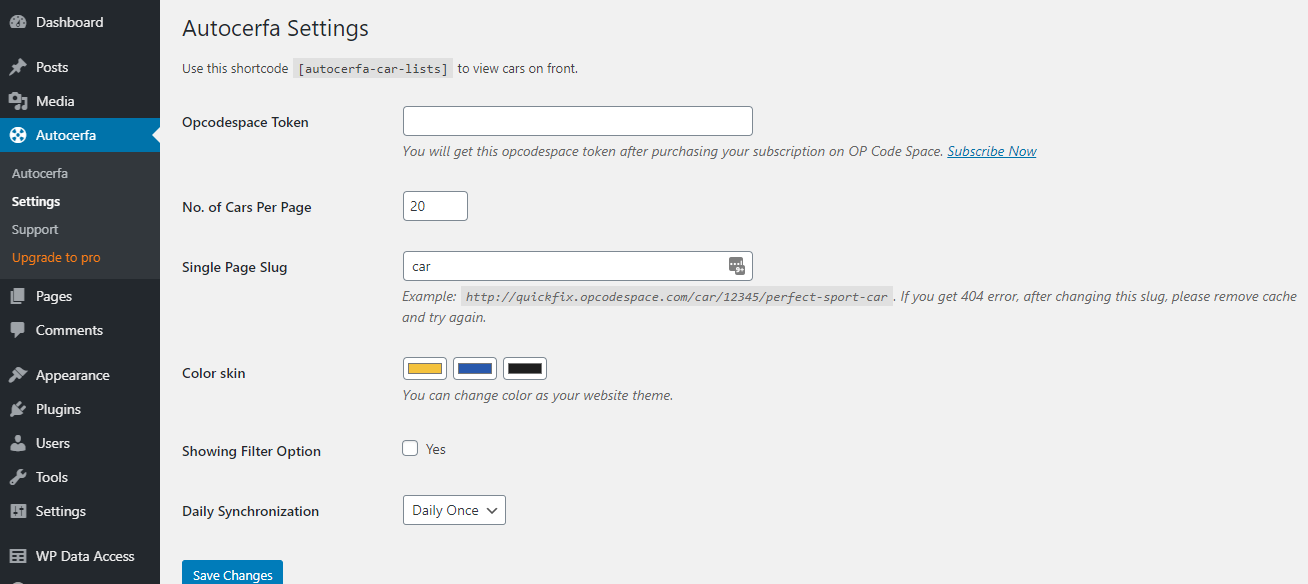 Dashboard
Posts
Media
Autocerfa
Autocerfa
Settings
Support
Upgrade to pro
Pages
Comments
Appearance
Plugins
Users
Tools
Settings
WP Data Access
Autocerfa Settings
Use this shortcode [autocerfa-car-lists] to view cars on front.
Opcodespace Token
You will get this opcodespace token after purchasing your subscription on OP Code Space. Subscribe Now
No. of Cars Per Page
20
Single Page Slug
car
9+
Example: http://quickfix.opcodespace.com/car/12345/perfect-sport-car . If you get 404 error, after changing this slug, please remove cache
and try again.
Color skin
You can change color as your website theme.
Showing Filter Option
Yes
Daily Synchronization
Daily Once
Save Changes